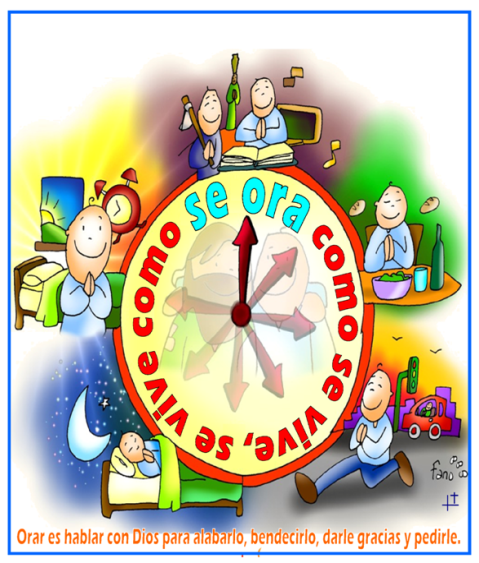 se ora como se vive, se vive como
fano
Orar es hablar con Dios para alabarlo, bendecirlo, darle gracias y pedirle.